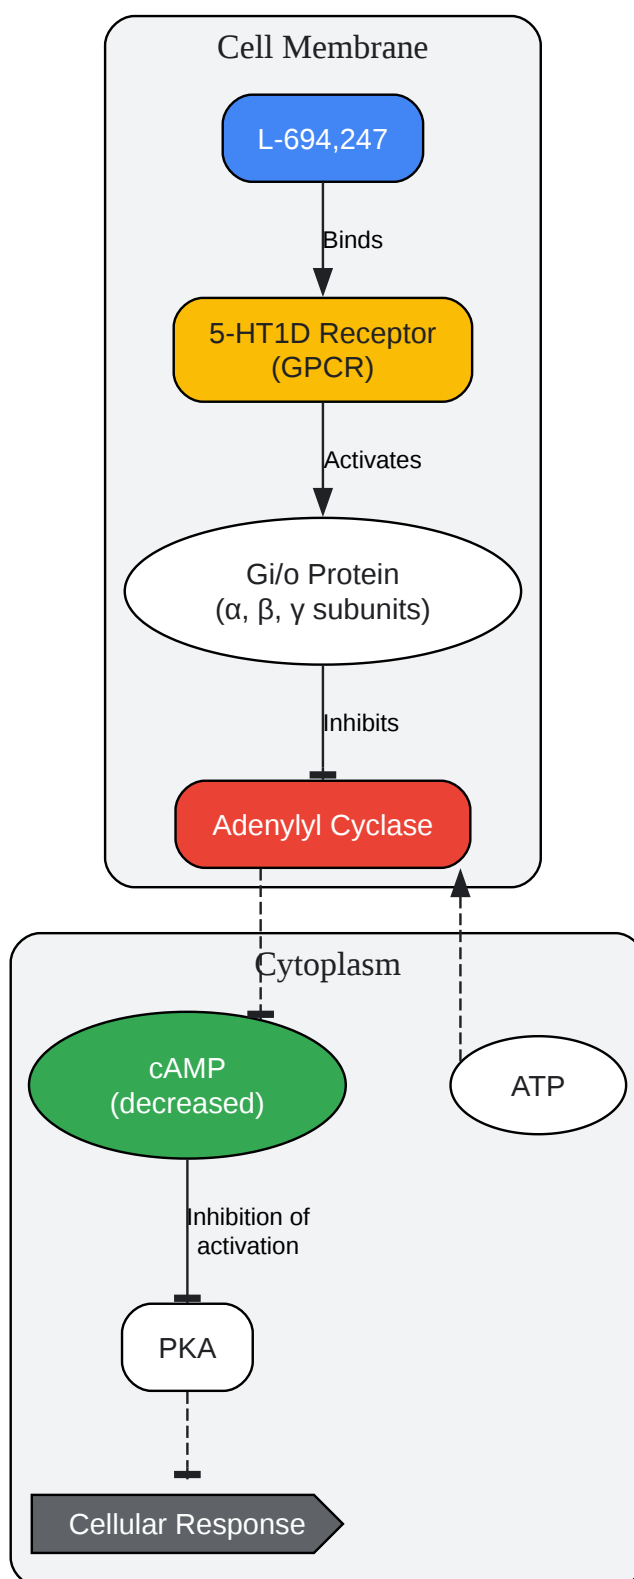 Cell Membrane
L-694,247
Binds
5-HT1D Receptor
(GPCR)
Activates
Gi/o Protein
(α, β, γ subunits)
Inhibits
Adenylyl Cyclase
Cytoplasm
cAMP
(decreased)
ATP
Inhibition of
activation
PKA
Cellular Response